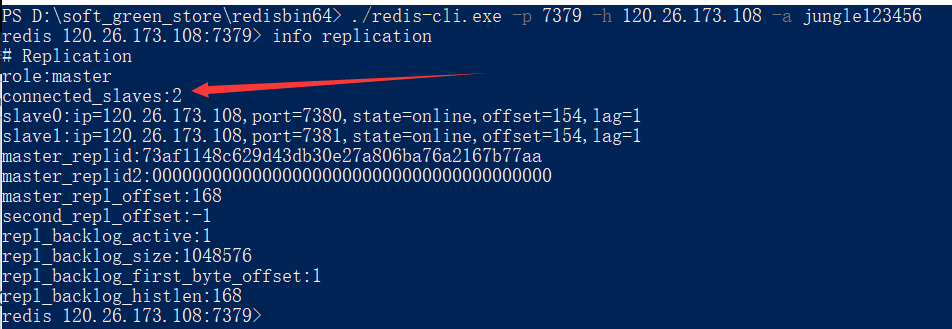 PS D:\soft_green_store\redisbin64> ./redis-cli.exe -p 7379 -h 120.26.173.108 -a jungle123456
redis 120.26.173.108:7379> info replication
# Replication
role:master
connected_slaves:2
slave0:ip=120.26.173.108,port=7380,state=online,offset=154,lag=1
slave1:ip=120.26.173.108,port=7381,state=online,offset=154,lag=1
master_replid:73af1148c629d43db30e27a806ba76a2167b77aa
master_replid2:0000000000000000000000000000000000000000
master_repl_offset:168
second_repl_offset:-1
repl_backlog_active:1
repl_backlog_size:1048576
repl_backlog_first_byte_offset:1
repl_backlog_histlen:168
redis 120.26.173.108:7379>